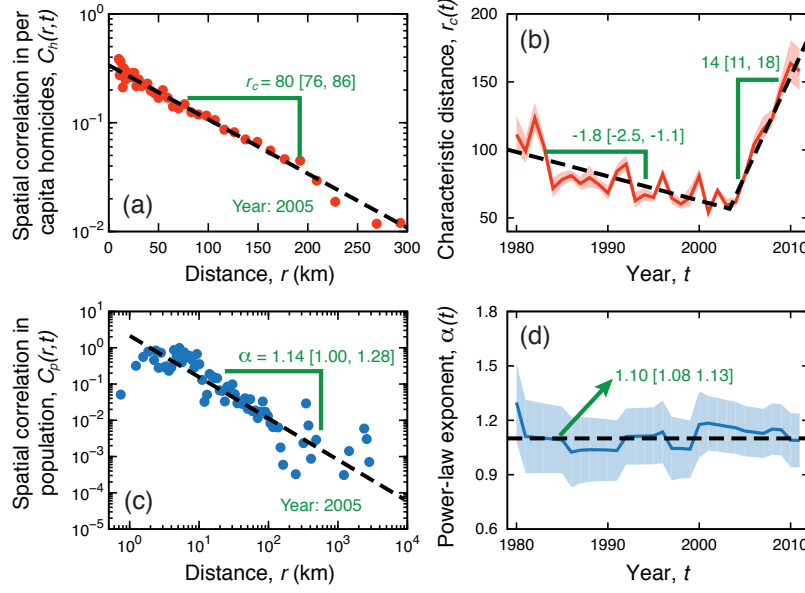 Spatial correlation in per
capita homicides, C_h(r,t)
10^0
10^-1
10^-2
r_c = 80 [76, 86]
(a)
Year: 2005
0 50 100 150 200 250 300
Distance, r (km)
Characteristic distance, r_c(t)
200
150
100
50
(b)
14 [11, 18]
-1.8 [-2.5, -1.1]
1980 1990 2000 2010
Year, t
Spatial correlation in
population, C_p(r,t)
10^1
10^0
10^-1
10^-2
10^-3
10^-4
10^-5
α = 1.14 [1.00, 1.28]
(c)
Year: 2005
10^0 10^1 10^2 10^3 10^4
Distance, r (km)
Power-law exponent, α(t)
1.8
1.4
1.0
0.6
(d)
1.10 [1.08 1.13]
1980 1990 2000 2010
Year, t